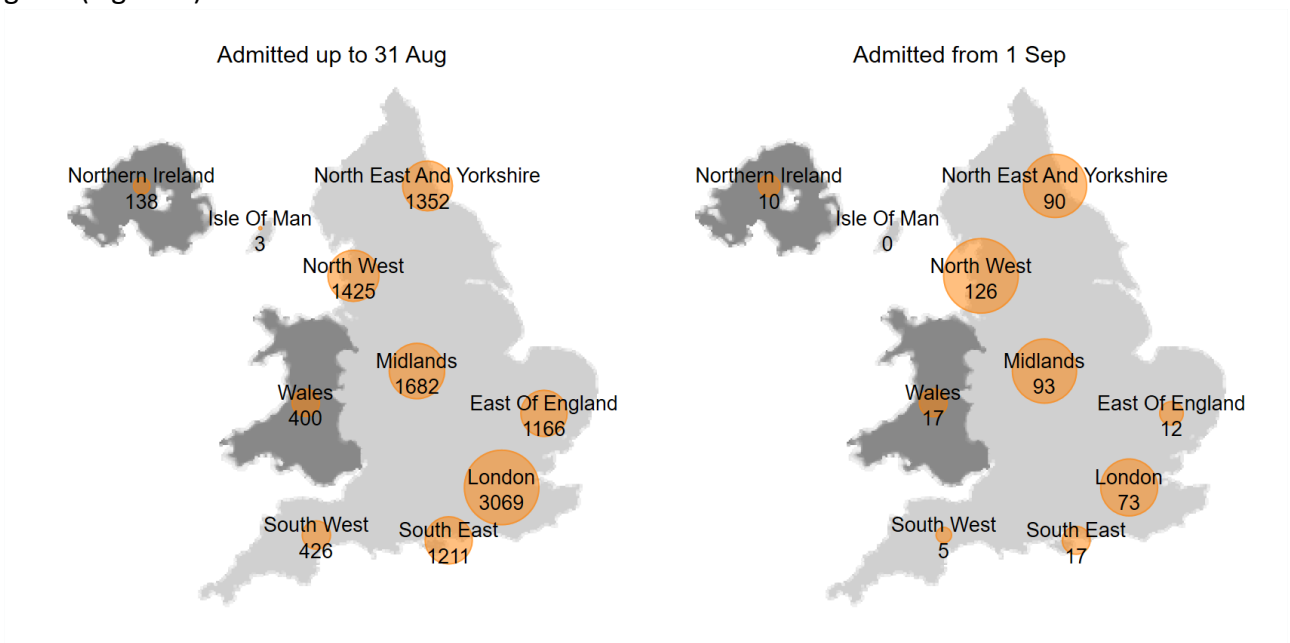 Admitted up to 31 Aug
Northern Ireland
138
Isle Of Man
3
North East And Yorkshire
1352
North West
1425
Midlands
1682
Wales
400
East Of England
1166
London
3069
South West
426
South East
1211
Admitted from 1 Sep
Northern Ireland
10
Isle Of Man
0
North East And Yorkshire
90
North West
126
Midlands
93
Wales
17
East Of England
12
London
73
South West
5
South East
17